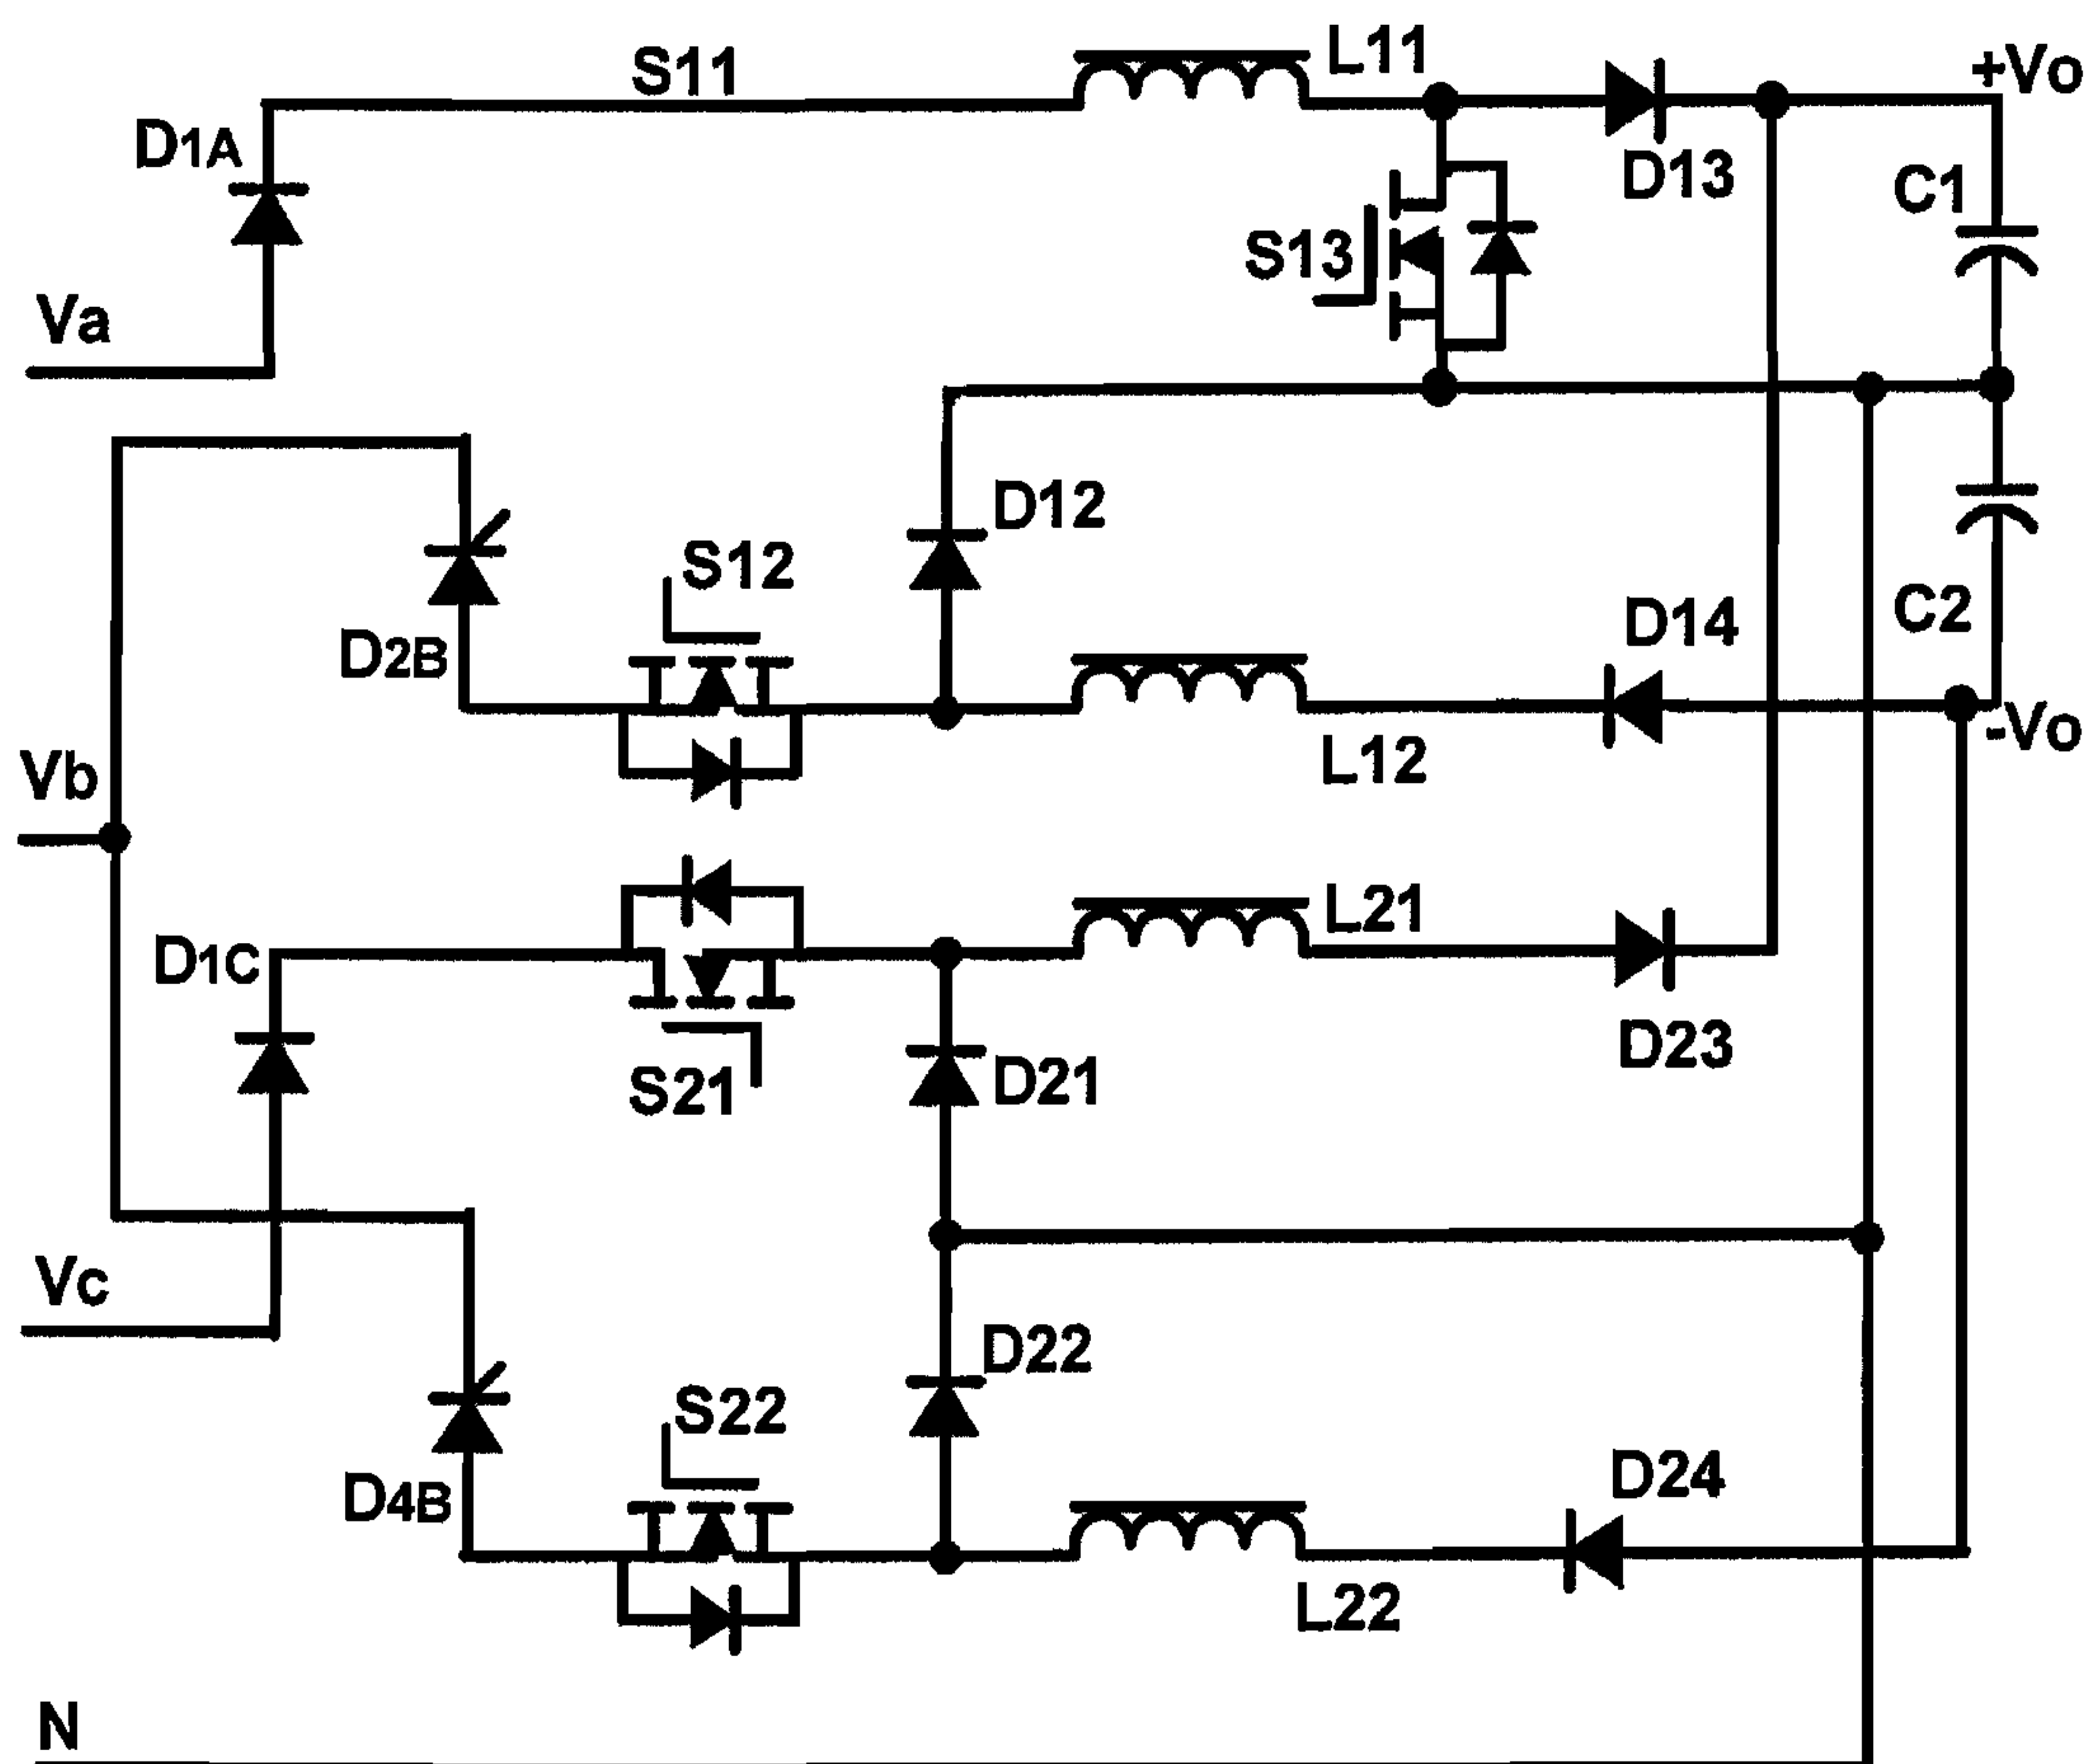 L11
+Vo
S11
D1A
D13
C1
S13
Va
D12
S12
D14
C2
D2B
-Vo
L12
Vb
L21
D1C
D23
D21
S21
Vc
D22
S22
D24
D4B
L22
N